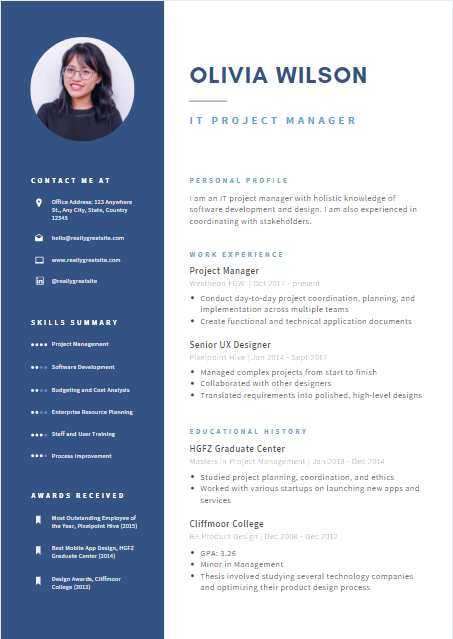 OLIVIA WILSON
IT PROJECT MANAGER
CONTACT ME AT
Office Address: 123 Anywhere
St., Any City, State, Country
12345
hello@reallygreatsite.com
www.reallygreatsite.com
@reallygreatsite
SKILLS SUMMARY
Project Management
Software Development
Budgeting and Cost Analysis
Enterprise Resource Planning
Staff and User Training
Process Improvement
AWARDS RECEIVED
Most Outstanding Employee of
the Year, Pixelpoint Hive (2015)
Best Mobile App Design, HGFZ
Graduate Center (2014)
Design Awards, Cliffmoor
College (2012)
PERSONAL PROFILE
I am an IT project manager with holistic knowledge of
software development and design. I am also experienced in
coordinating with stakeholders.
WORK EXPERIENCE
Project Manager
Westheon FGW | Oct 2017 - present
Conduct day-to-day project coordination, planning, and
implementation across multiple teams
Create functional and technical application documents
Senior UX Designer
Pixelpoint Hive | Jan 2014 - Sept 2017
Managed complex projects from start to finish
Collaborated with other designers
Translated requirements into polished, high-level designs
EDUCATIONAL HISTORY
HGFZ Graduate Center
Masters in Project Management | Jan 2013 - Dec 2014
Studied project planning, coordination, and ethics
Worked with various startups on launching new apps and
services
Cliffmoor College
BA Product Design | Dec 2008 - Dec 2012
GPA: 3.26
Minor in Management
Thesis involved studying several technology companies
and optimizing their product design process